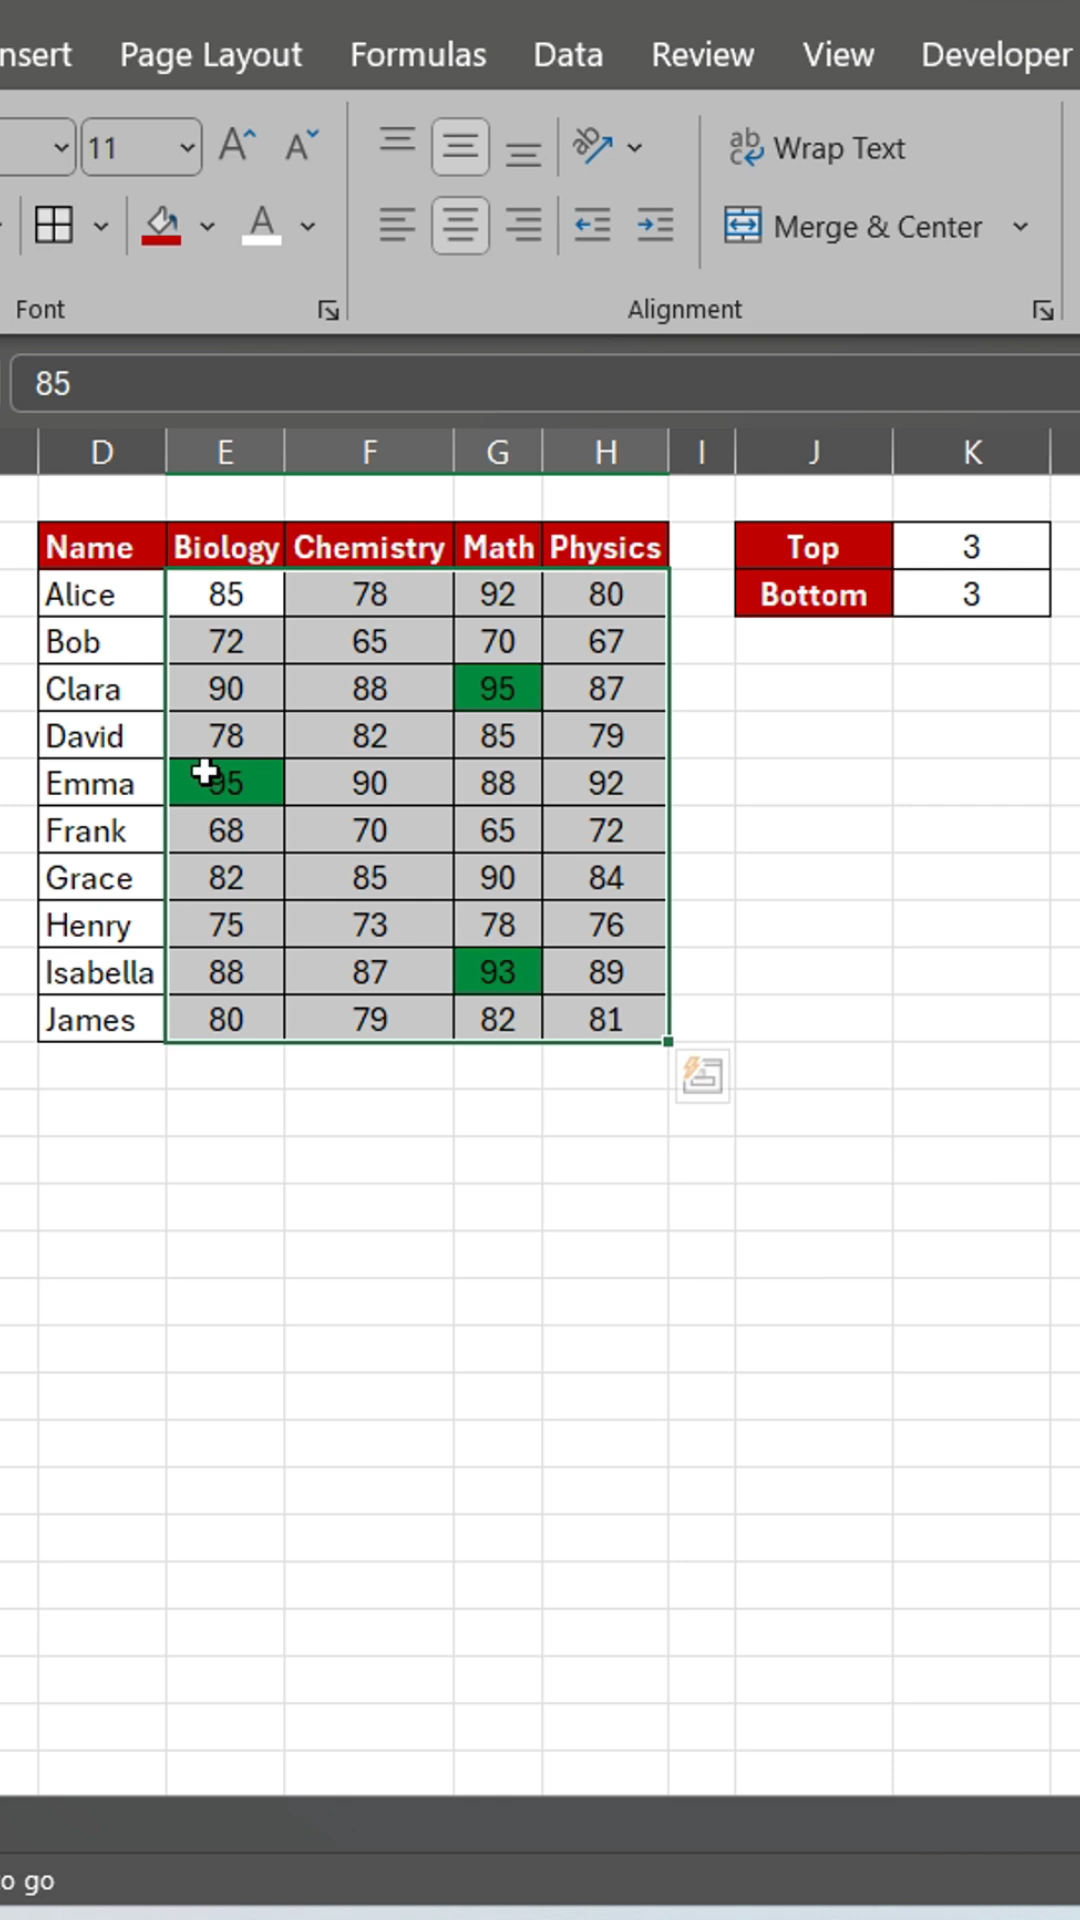 nsert Page Layout Formulas Data Review View Developer
11 A A ab Wrap Text
A Merge & Center
Font Alignment
85
D E F G H I J K
Name Biology Chemistry Math Physics Top 3
Alice 85 78 92 80 Bottom 3
Bob 72 65 70 67
Clara 90 88 95 87
David 78 82 85 79
Emma 95 90 88 92
Frank 68 70 65 72
Grace 82 85 90 84
Henry 75 73 78 76
Isabella 88 87 93 89
James 80 79 82 81
o go